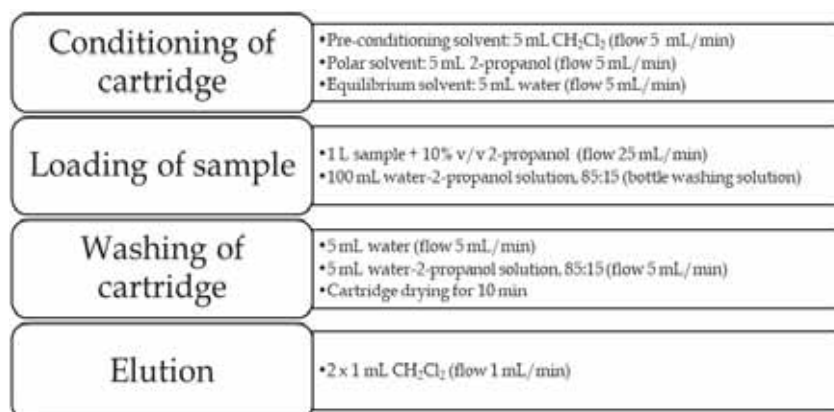 Conditioning of
cartridge
•Pre-conditioning solvent: 5 mL CH₂Cl₂ (flow 5 mL/min)
•Polar solvent: 5 mL 2-propanol (flow 5 mL/min)
•Equilibrium solvent: 5 mL water (flow 5 mL/min)
Loading of sample
•1 L sample + 10% v/v 2-propanol (flow 25 mL/min)
•100 mL water-2-propanol solution, 85:15 (bottle washing solution)
Washing of
cartridge
•5 mL water (flow 5 mL/min)
•5 mL water-2-propanol solution, 85:15 (flow 5 mL/min)
•Cartridge drying for 10 min
Elution
•2 x 1 mL CH₂Cl₂ (flow 1 mL/min)